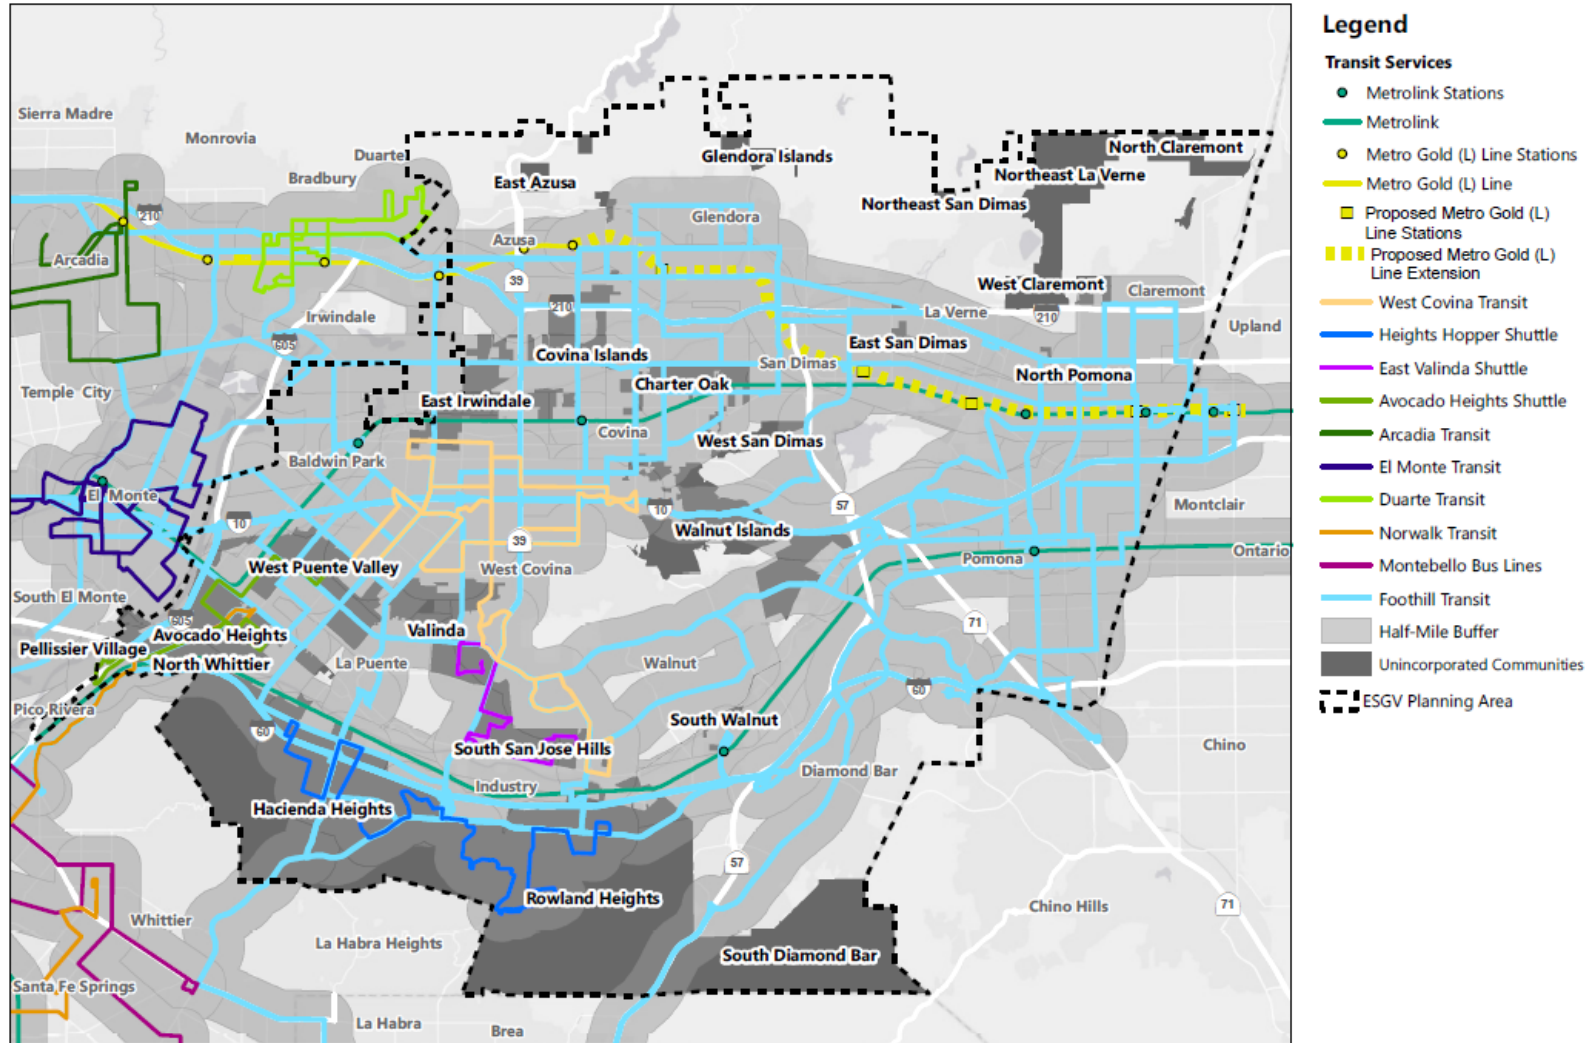 Legend
Transit Services
Metrolink Stations
Metrolink
Metro Gold (L) Line Stations
Metro Gold (L) Line
Proposed Metro Gold (L)
Line Stations
Proposed Metro Gold (L)
Line Extension
West Covina Transit
Heights Hopper Shuttle
East Valinda Shuttle
Avocado Heights Shuttle
Arcadia Transit
El Monte Transit
Duarte Transit
Norwalk Transit
Montebello Bus Lines
Foothill Transit
Half-Mile Buffer
Unincorporated Communities
ESGV Planning Area
Sierra Madre
Monrovia
Duarte
Bradbury
Glendora Islands
North Claremont
Northeast La Verne
East Azusa
Northeast San Dimas
210
Glendora
Azusa
Arcadia
39
West Claremont
Claremont
210
Irwindale
La Verne
210
Upland
605
Covina Islands
East San Dimas
San Dimas
Temple City
Charter Oak
North Pomona
East Irwindale
Covina
West San Dimas
Baldwin Park
El Monte
10
10
57
Montclair
Walnut Islands
39
Ontario
West Puente Valley
West Covina
Pomona
South El Monte
605
71
Avocado Heights
Valinda
Pellissier Village
North Whittier
La Puente
Walnut
60
Pico Rivera
South Walnut
60
South San Jose Hills
Chino
Industry
Diamond Bar
Hacienda Heights
57
Rowland Heights
Chino Hills
71
Whittier
La Habra Heights
South Diamond Bar
Santa Fe Springs
La Habra
Brea